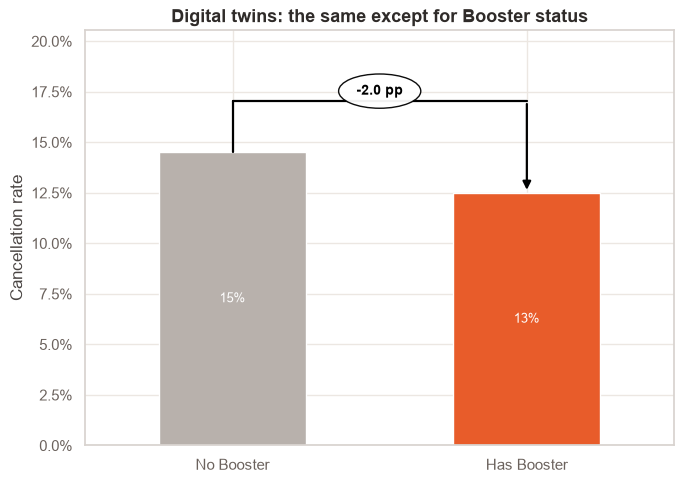 Digital twins: the same except for Booster status
20.0%
17.5%
15.0%
12.5%
10.0%
7.5%
5.0%
2.5%
0.0%
Cancellation rate
-2.0 pp
15%
13%
No Booster
Has Booster